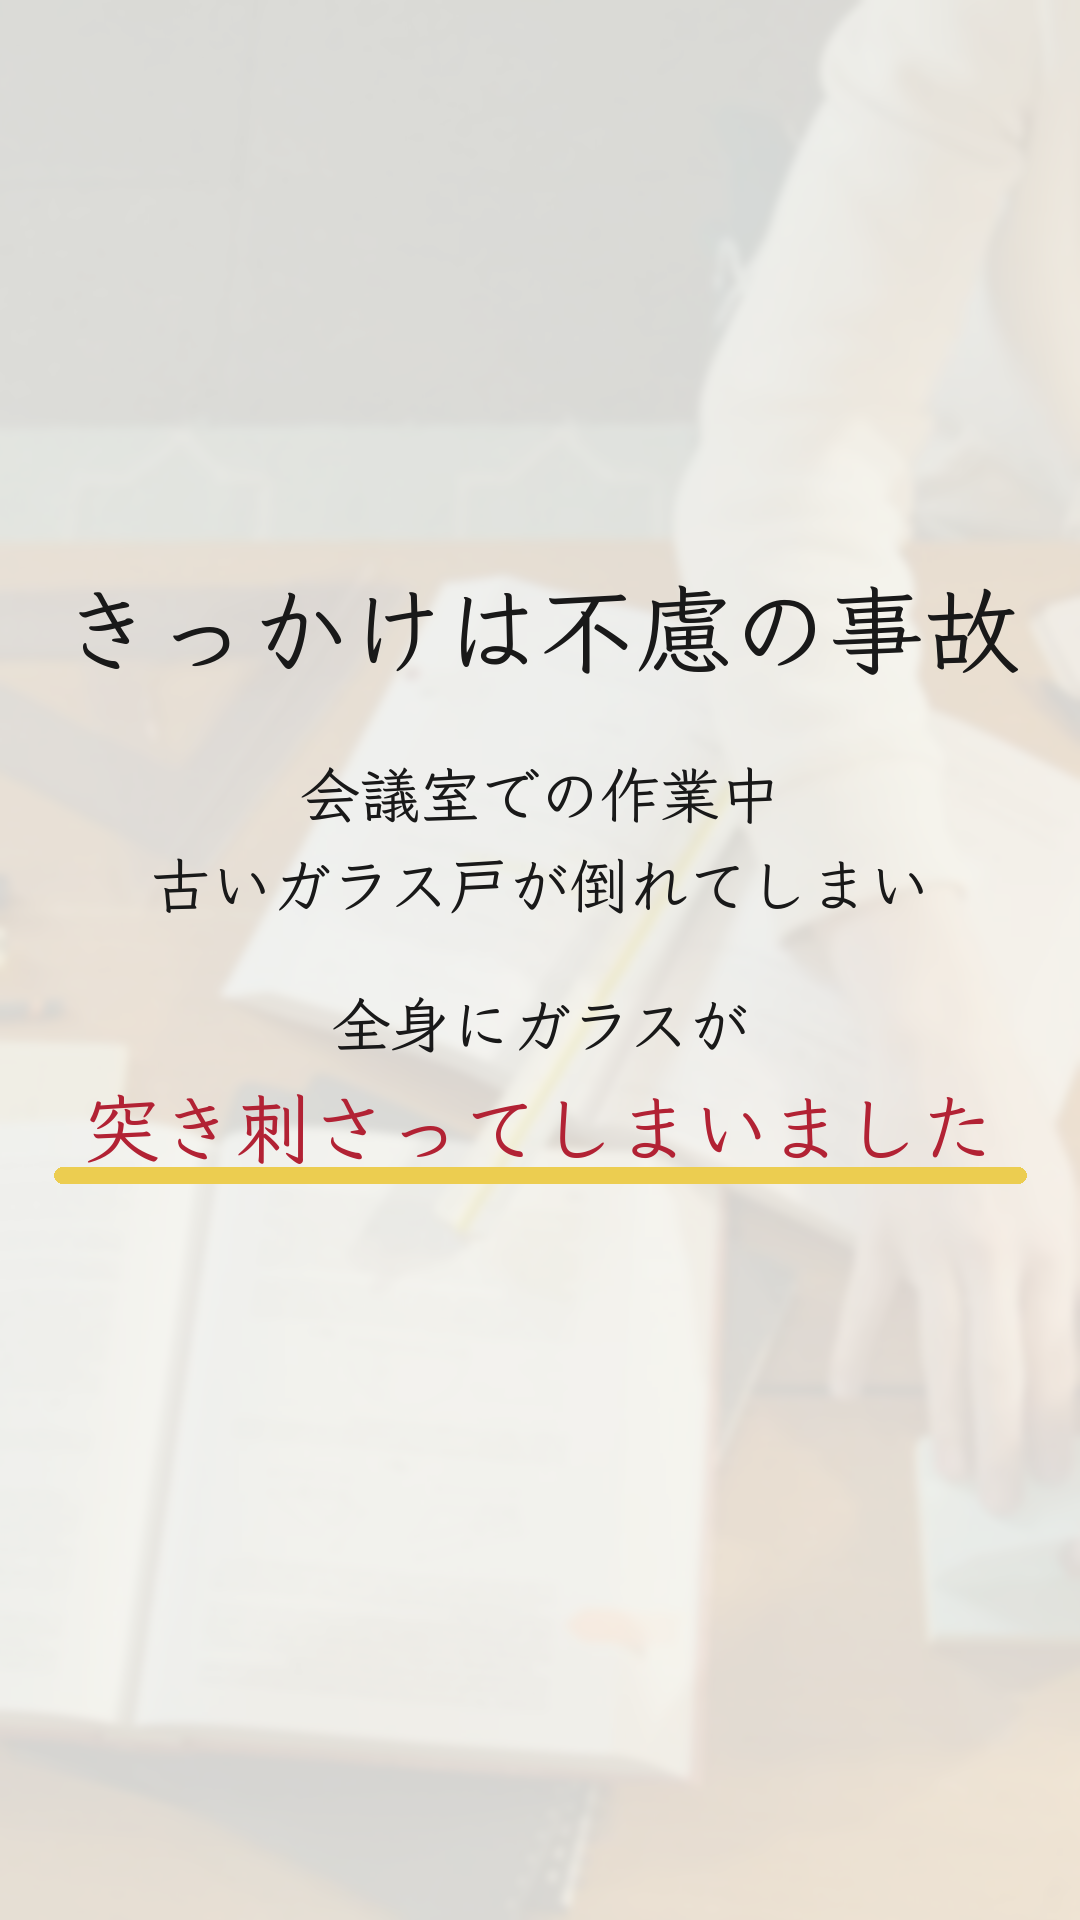 きっかけは不慮の事故
会議室での作業中
古いガラス戸が倒れてしまい
全身にガラスが
突き刺さってしまいました